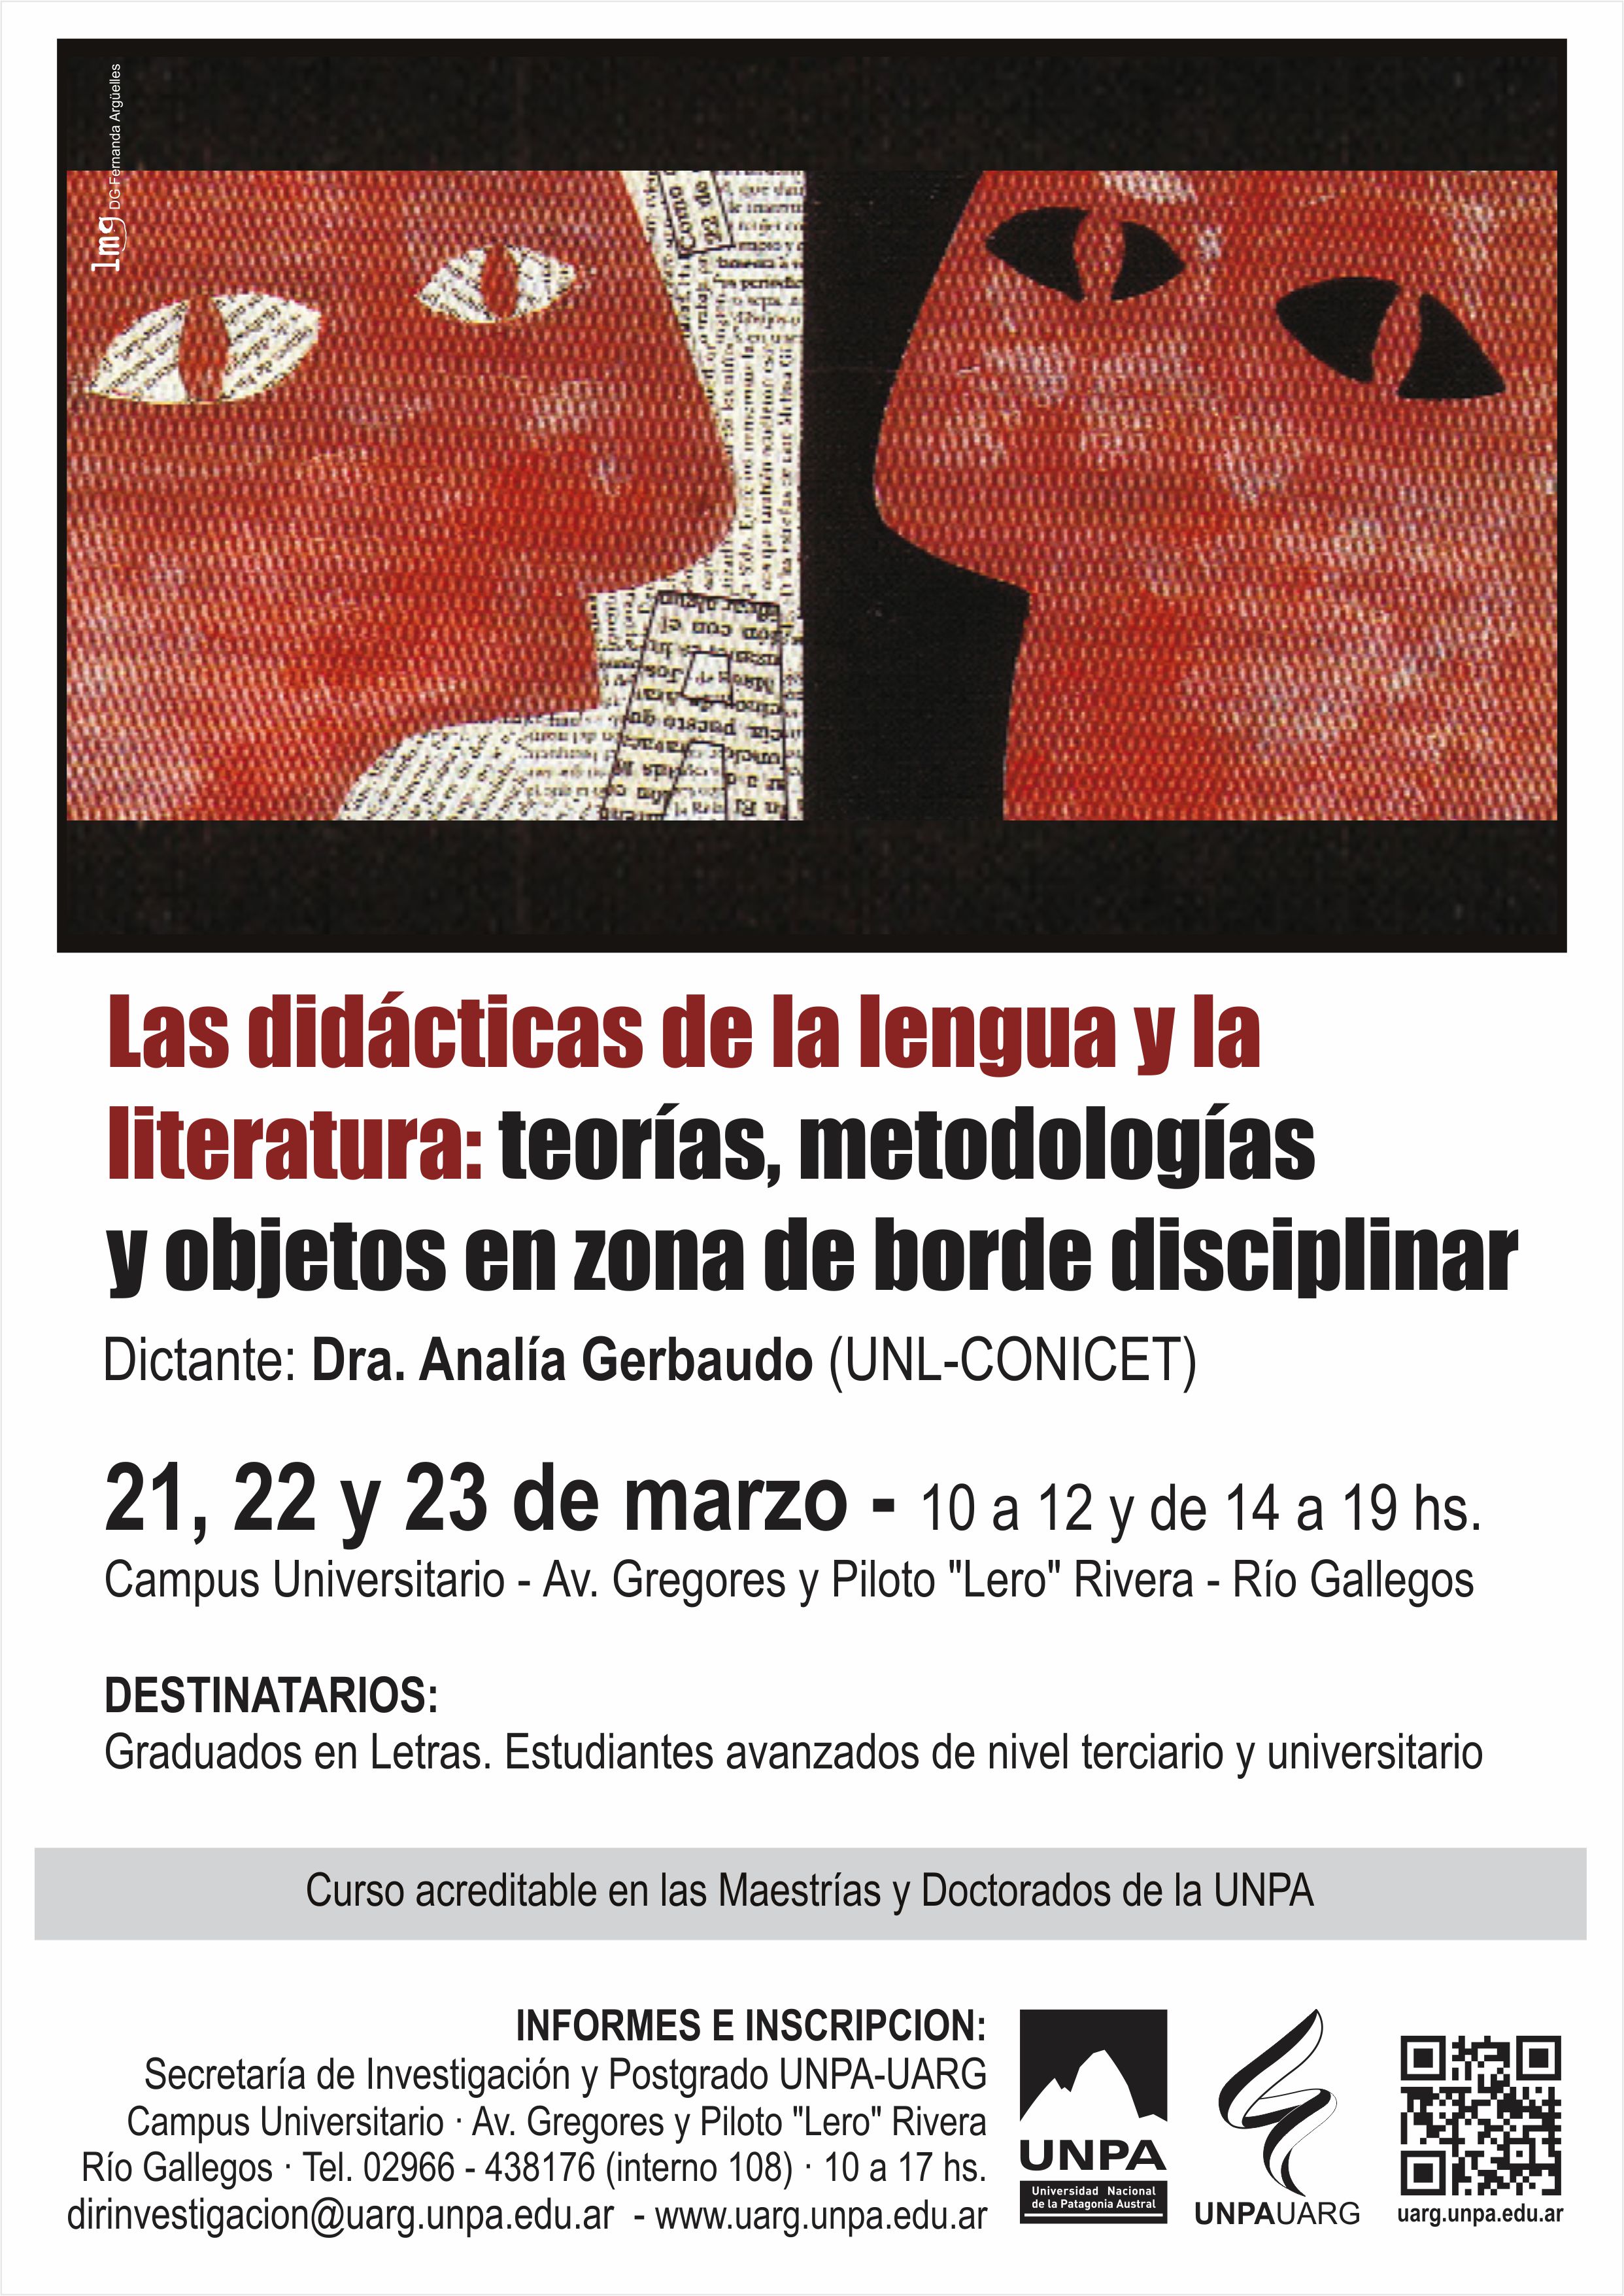 lmg DG Fernanda Argüelles
Las didácticas de la lengua y la
literatura: teorías, metodologías
y objetos en zona de borde disciplinar
Dictante: Dra. Analía Gerbaudo (UNL-CONICET)
21, 22 y 23 de marzo - 10 a 12 y de 14 a 19 hs.
Campus Universitario - Av. Gregores y Piloto "Lero" Rivera - Río Gallegos
DESTINATARIOS:
Graduados en Letras. Estudiantes avanzados de nivel terciario y universitario
Curso acreditable en las Maestrías y Doctorados de la UNPA
INFORMES E INSCRIPCION:
Secretaría de Investigación y Postgrado UNPA-UARG
Campus Universitario · Av. Gregores y Piloto "Lero" Rivera
Río Gallegos · Tel. 02966 - 438176 (interno 108) · 10 a 17 hs.
dirinvestigacion@uarg.unpa.edu.ar - www.uarg.unpa.edu.ar
UNPA
Universidad Nacional
de la Patagonia Austral
UNPAUARG
uarg.unpa.edu.ar